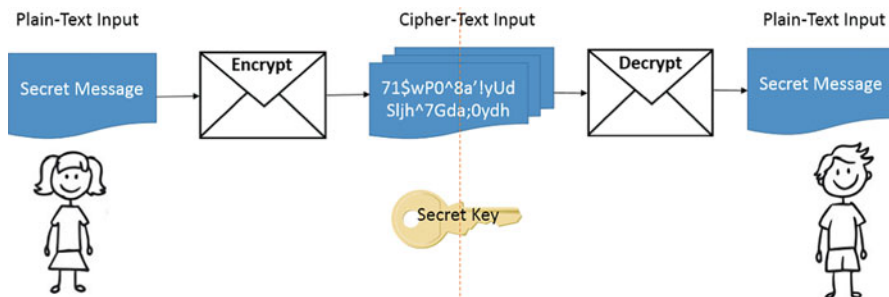 Plain-Text Input
Cipher-Text Input
Plain-Text Input
Secret Message
Encrypt
71$wP0^8a'!yUd
Sljh^7Gda;0ydh
Decrypt
Secret Message
Secret Key